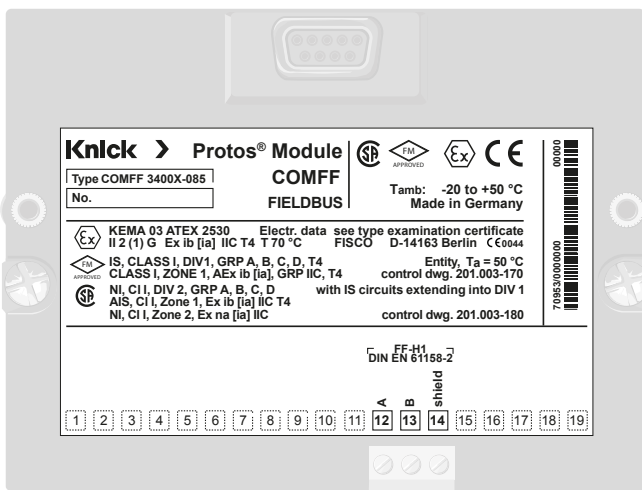 Knick > Protos® Module
COMFF
FIELDBUS
Type COMFF 3400X-085
No.
FM
APPROVED
Ex CE
Tamb: -20 to +50 °C
Made in Germany
00000
70953/0000000
Ex KEMA 03 ATEX 2530 Electr. data see type examination certificate
II 2 (1) G Ex ib [ia] IIC T4 T 70 °C FISCO D-14163 Berlin CE0044
FM
APPROVED
IS, CLASS I, DIV1, GRP A, B, C, D, T4 Entity, Ta = 50 °C
CLASS I, ZONE 1, AEx ib [ia], GRP IIC, T4 control dwg. 201.003-170
NI, Cl I, DIV 2, GRP A, B, C, D with IS circuits extending into DIV 1
AIS, Cl I, Zone 1, Ex ib [ia] IIC T4
NI, Cl I, Zone 2, Ex na [ia] IIC control dwg. 201.003-180
FF-H1
DIN EN 61158-2
A B shield
1 2 3 4 5 6 7 8 9 10 11 12 13 14 15 16 17 18 19